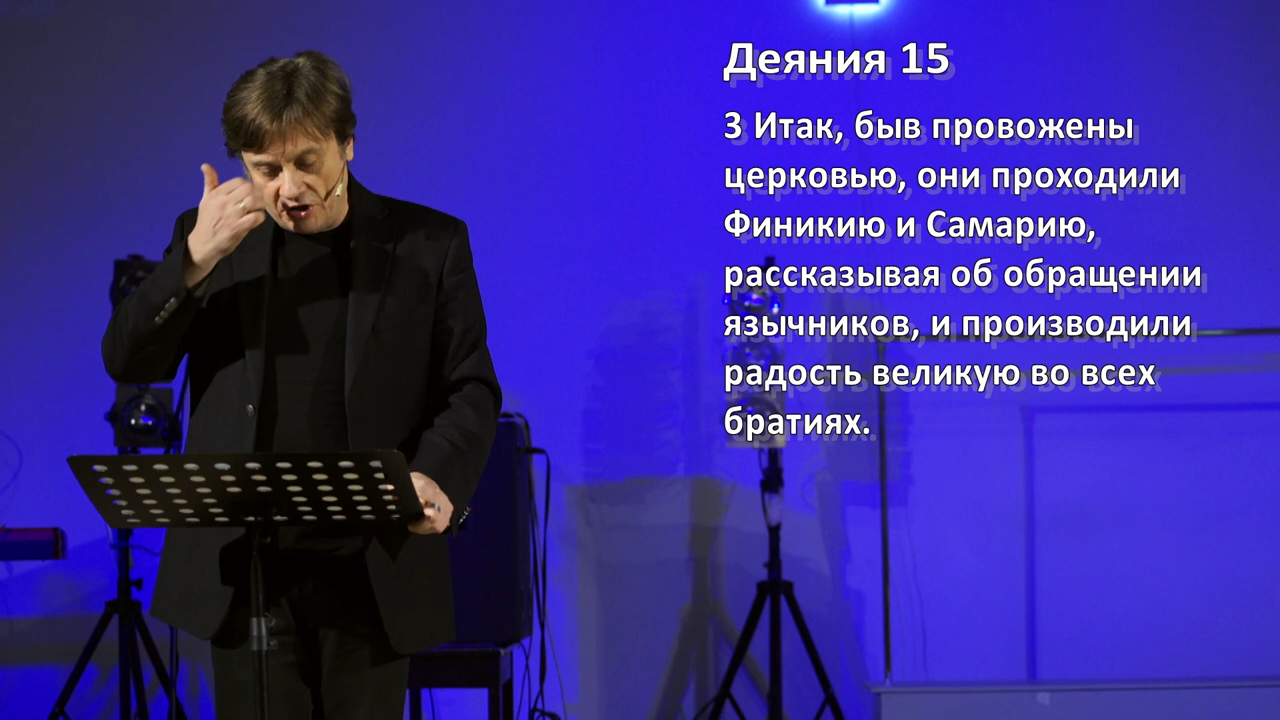 Деяния 15
3 Итак, быв провожены
церковью, они проходили
Финикию и Самарию,
рассказывая об обращении
язычников, и производили
радость великую во всех
братиях.